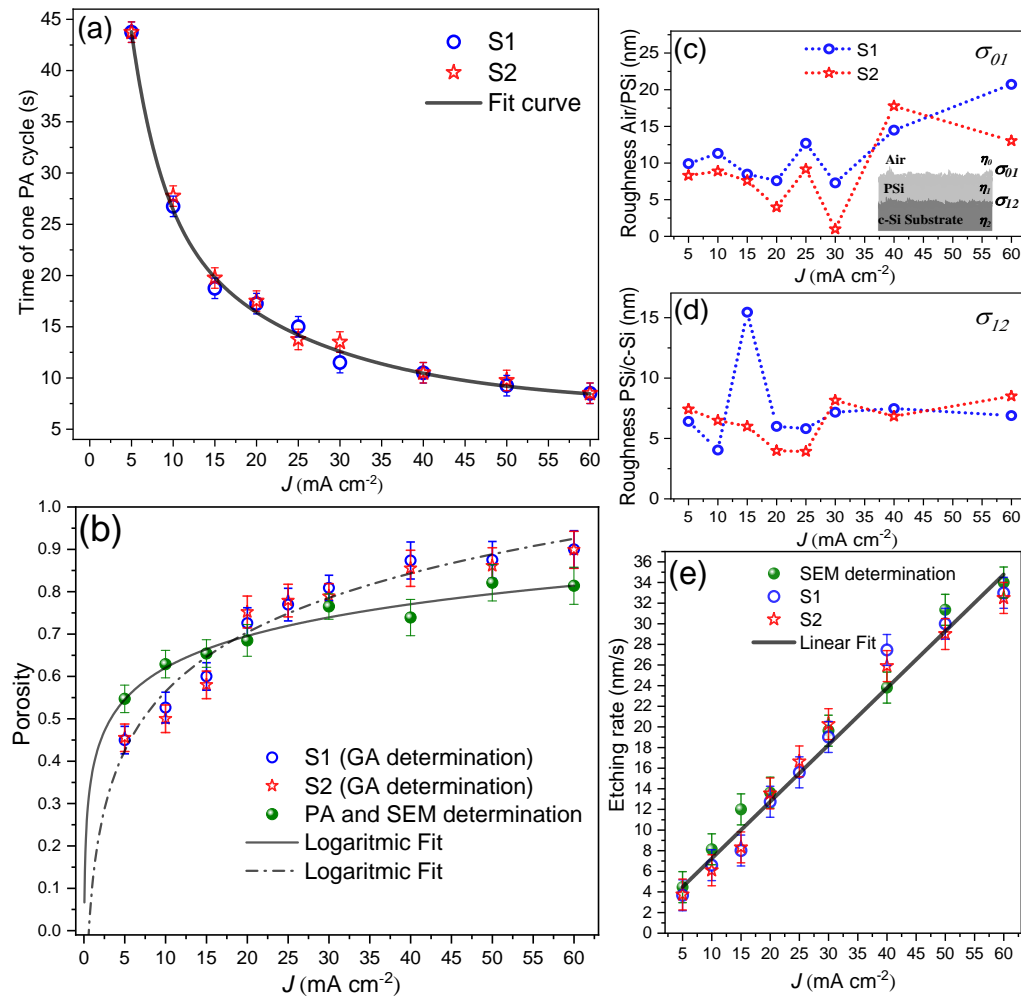 (a)
S1
S2
Fit curve
Time of one PA cycle (s)
45
40
35
30
25
20
15
10
5
0 5 10 15 20 25 30 35 40 45 50 55 60
J (mA cm⁻²)
(b)
Porosity
1.0
0.9
0.8
0.7
0.6
0.5
0.4
0.3
0.2
0.1
0.0
S1 (GA determination)
S2 (GA determination)
PA and SEM determination
Logaritmic Fit
Logaritmic Fit
0 5 10 15 20 25 30 35 40 45 50 55 60
J (mA cm⁻²)
(c)
S1
S2
σ01
Roughness Air/PSi (nm)
25
20
15
10
5
0
Air η0
σ01
PSi η1
σ12
c-Si Substrate η2
5 10 15 20 25 30 35 40 45 50 55 60
J (mA cm⁻²)
(d)
σ12
Roughness PSi/c-Si (nm)
15
10
5
0
5 10 15 20 25 30 35 40 45 50 55 60
J (mA cm⁻²)
(e)
SEM determination
S1
S2
Linear Fit
Etching rate (nm/s)
36
34
32
30
28
26
24
22
20
18
16
14
12
10
8
6
4
2
0
5 10 15 20 25 30 35 40 45 50 55 60
J (mA cm⁻²)